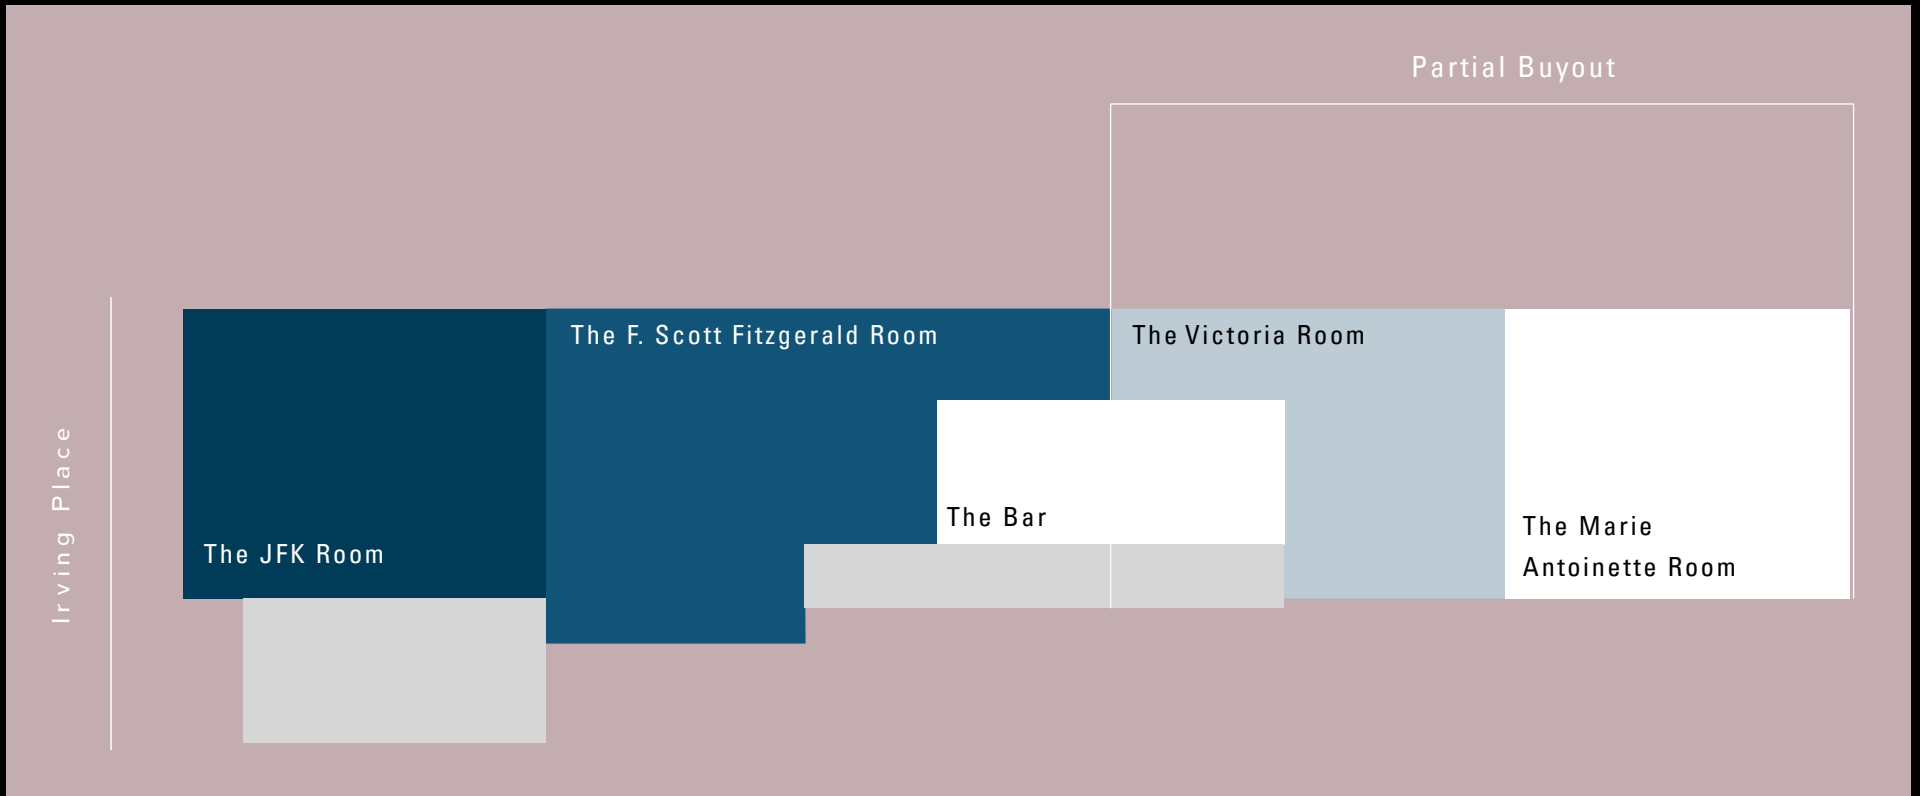 Partial Buyout
The F. Scott Fitzgerald Room
The Victoria Room
Irving Place
The Bar
The JFK Room
The Marie
Antoinette Room